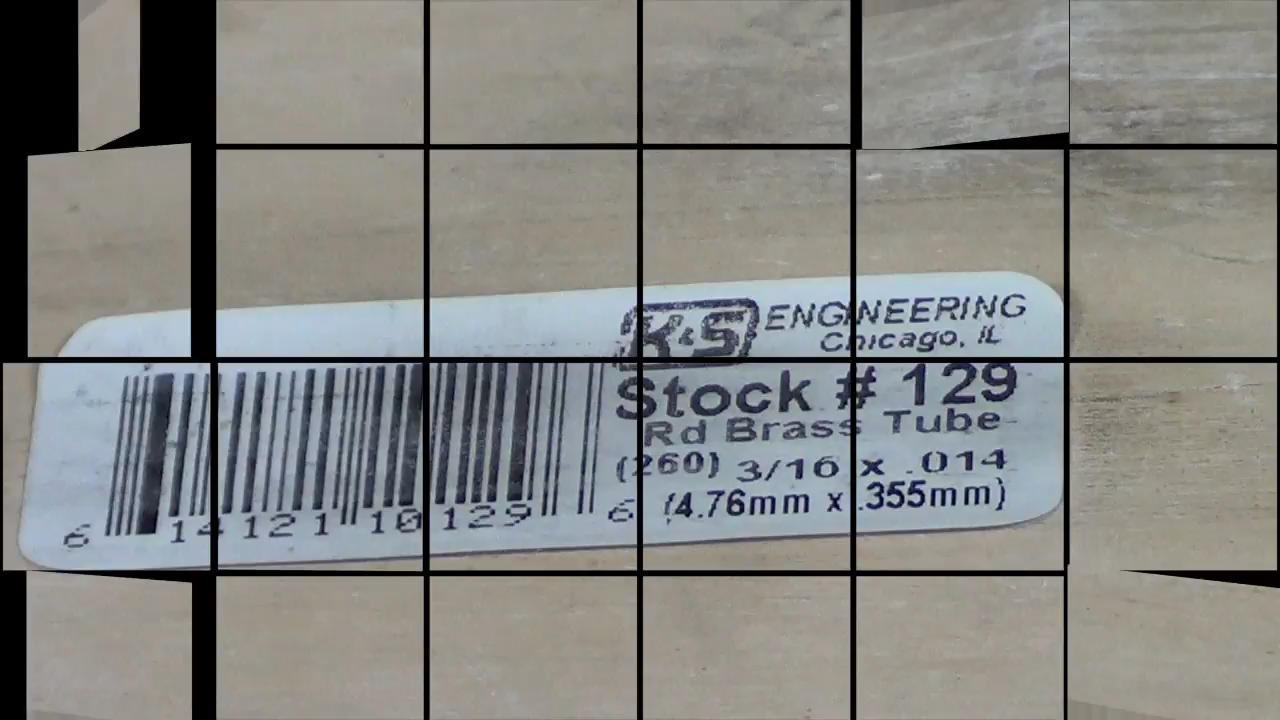 K&S ENGINEERING
Chicago, IL
Stock # 129
Rd Brass Tube
(260) 3/16 x .014
(4.76mm x .355mm)
6 14121 10129 6